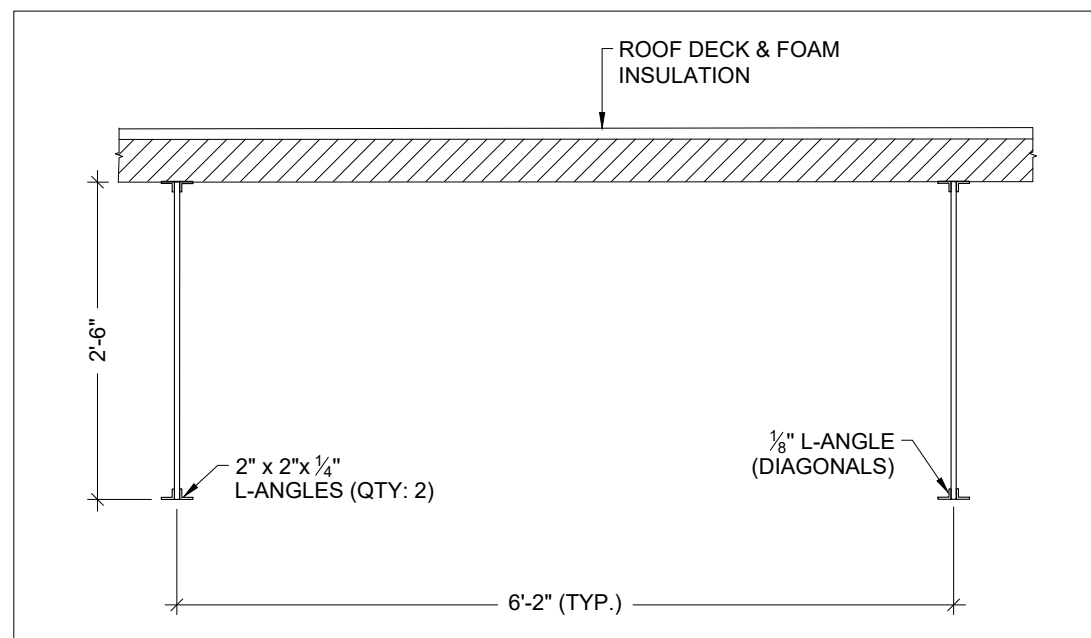 ROOF DECK & FOAM
INSULATION
2'-6"
2" x 2"x ¼"
L-ANGLES (QTY: 2)
⅛" L-ANGLE
(DIAGONALS)
6'-2" (TYP.)